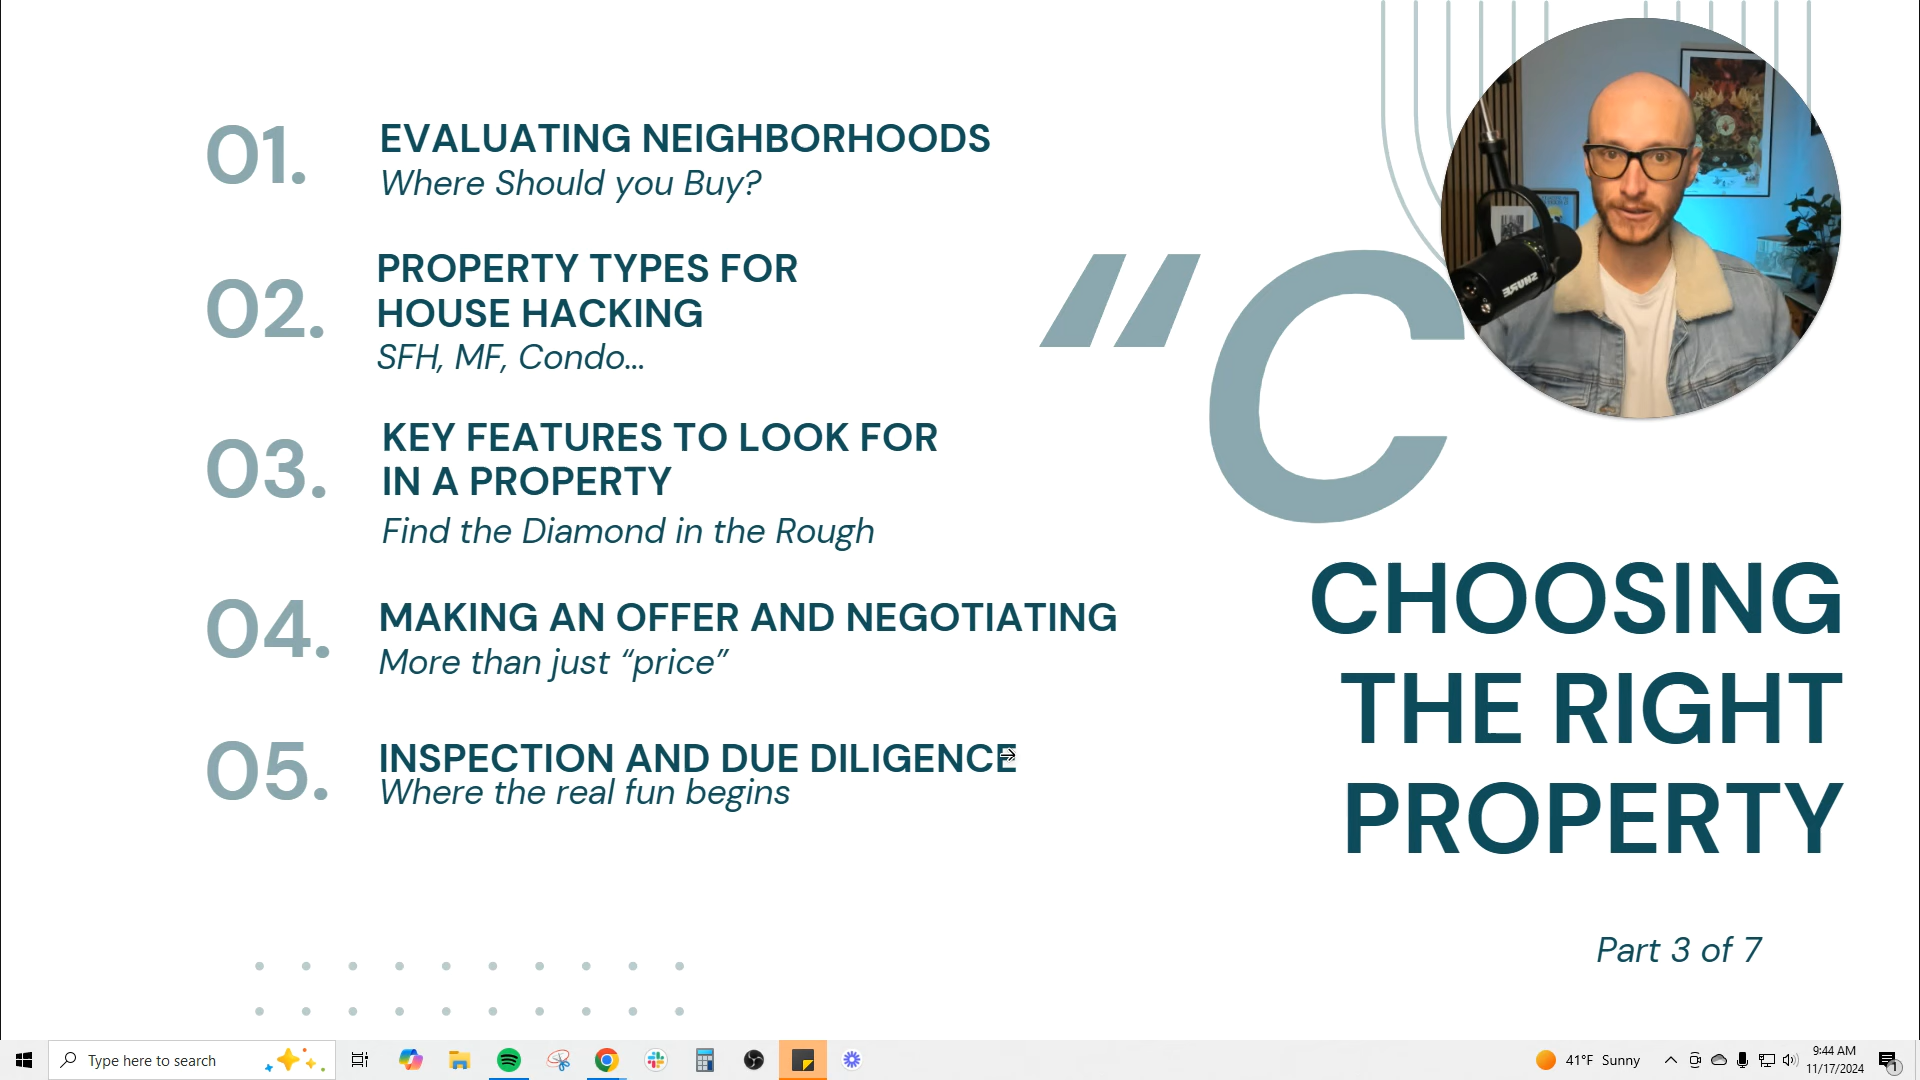 01.
EVALUATING NEIGHBORHOODS
Where Should you Buy?
02.
PROPERTY TYPES FOR
HOUSE HACKING
SFH, MF, Condo...
03.
KEY FEATURES TO LOOK FOR
IN A PROPERTY
Find the Diamond in the Rough
04.
MAKING AN OFFER AND NEGOTIATING
More than just “price”
05.
INSPECTION AND DUE DILIGENCE
Where the real fun begins
“C
SHURE
CHOOSING
THE RIGHT
PROPERTY
Part 3 of 7
Type here to search
41°F Sunny
9:44 AM
11/17/2024
1